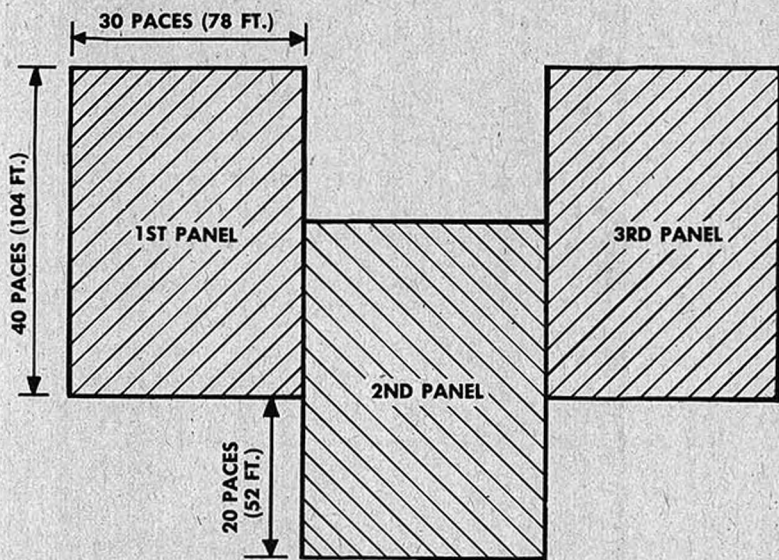 30 PACES (78 FT.)
40 PACES (104 FT.)
1ST PANEL
3RD PANEL
2ND PANEL
20 PACES
(52 FT.)